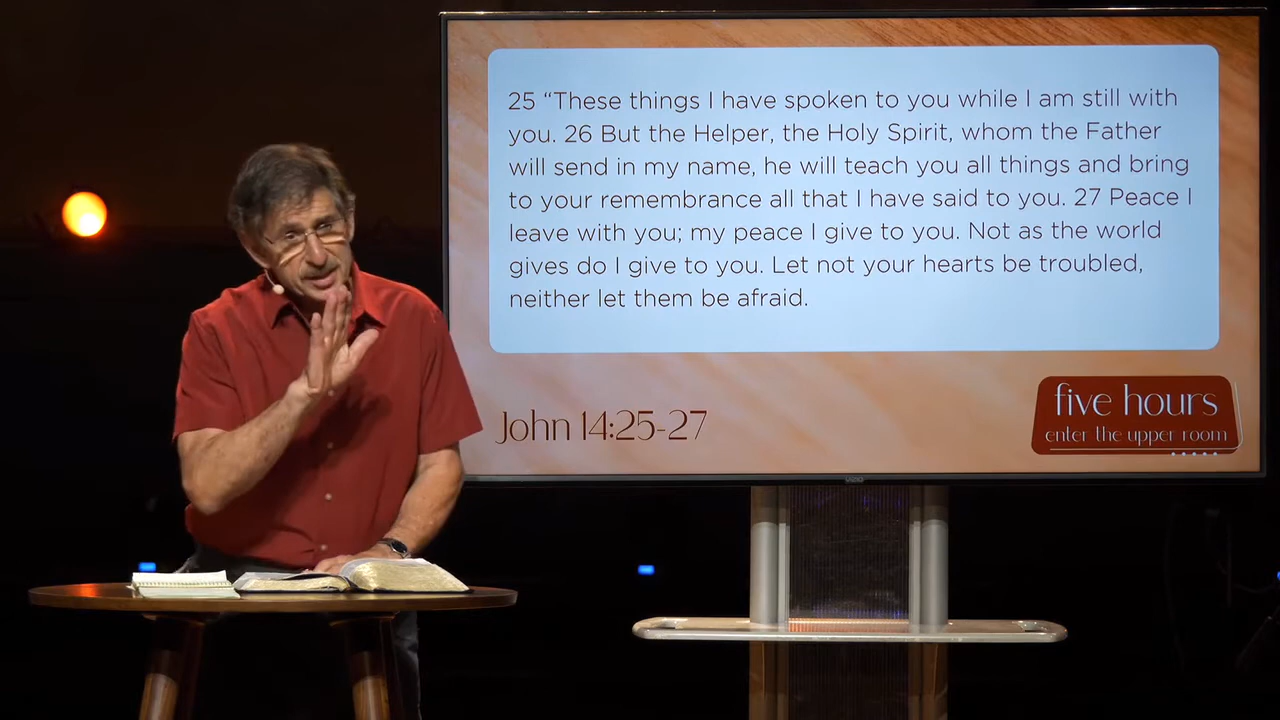 25 “These things I have spoken to you while I am still with
you. 26 But the Helper, the Holy Spirit, whom the Father
will send in my name, he will teach you all things and bring
to your remembrance all that I have said to you. 27 Peace I
leave with you; my peace I give to you. Not as the world
gives do I give to you. Let not your hearts be troubled,
neither let them be afraid.
John 14:25-27
five hours
enter the upper room